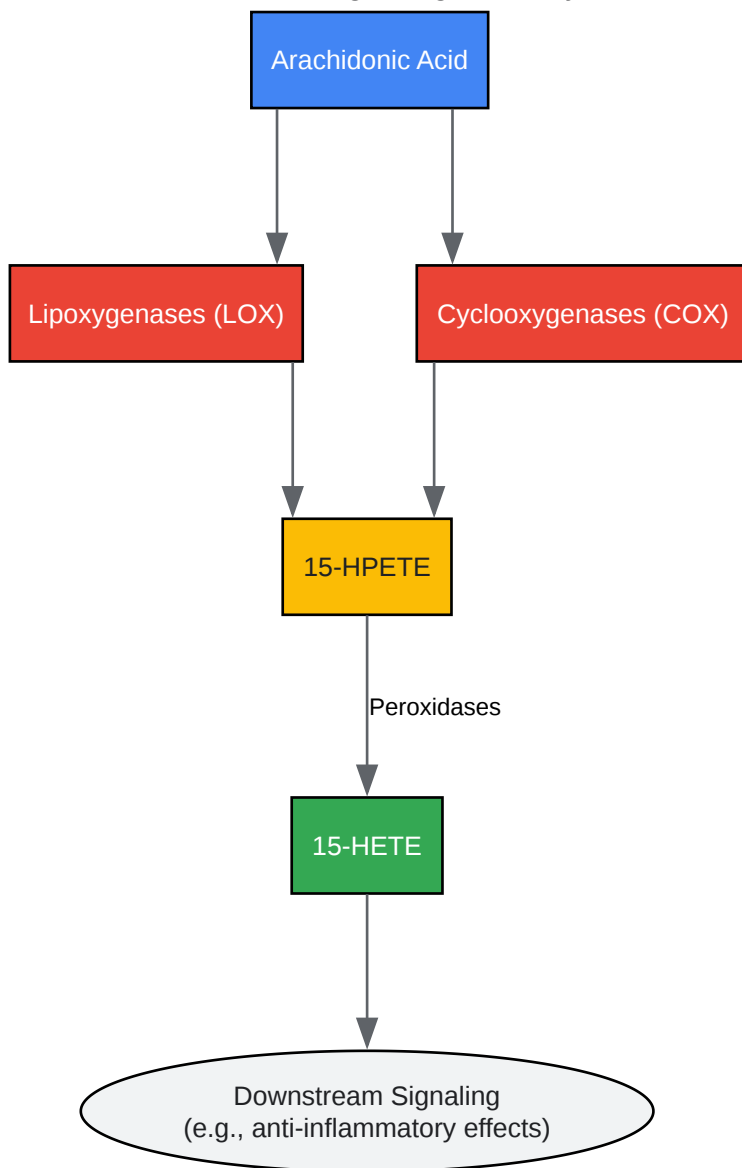 Arachidonic Acid
Lipoxygenases (LOX)
Cyclooxygenases (COX)
15-HPETE
Peroxidases
15-HETE
Downstream Signaling
(e.g., anti-inflammatory effects)